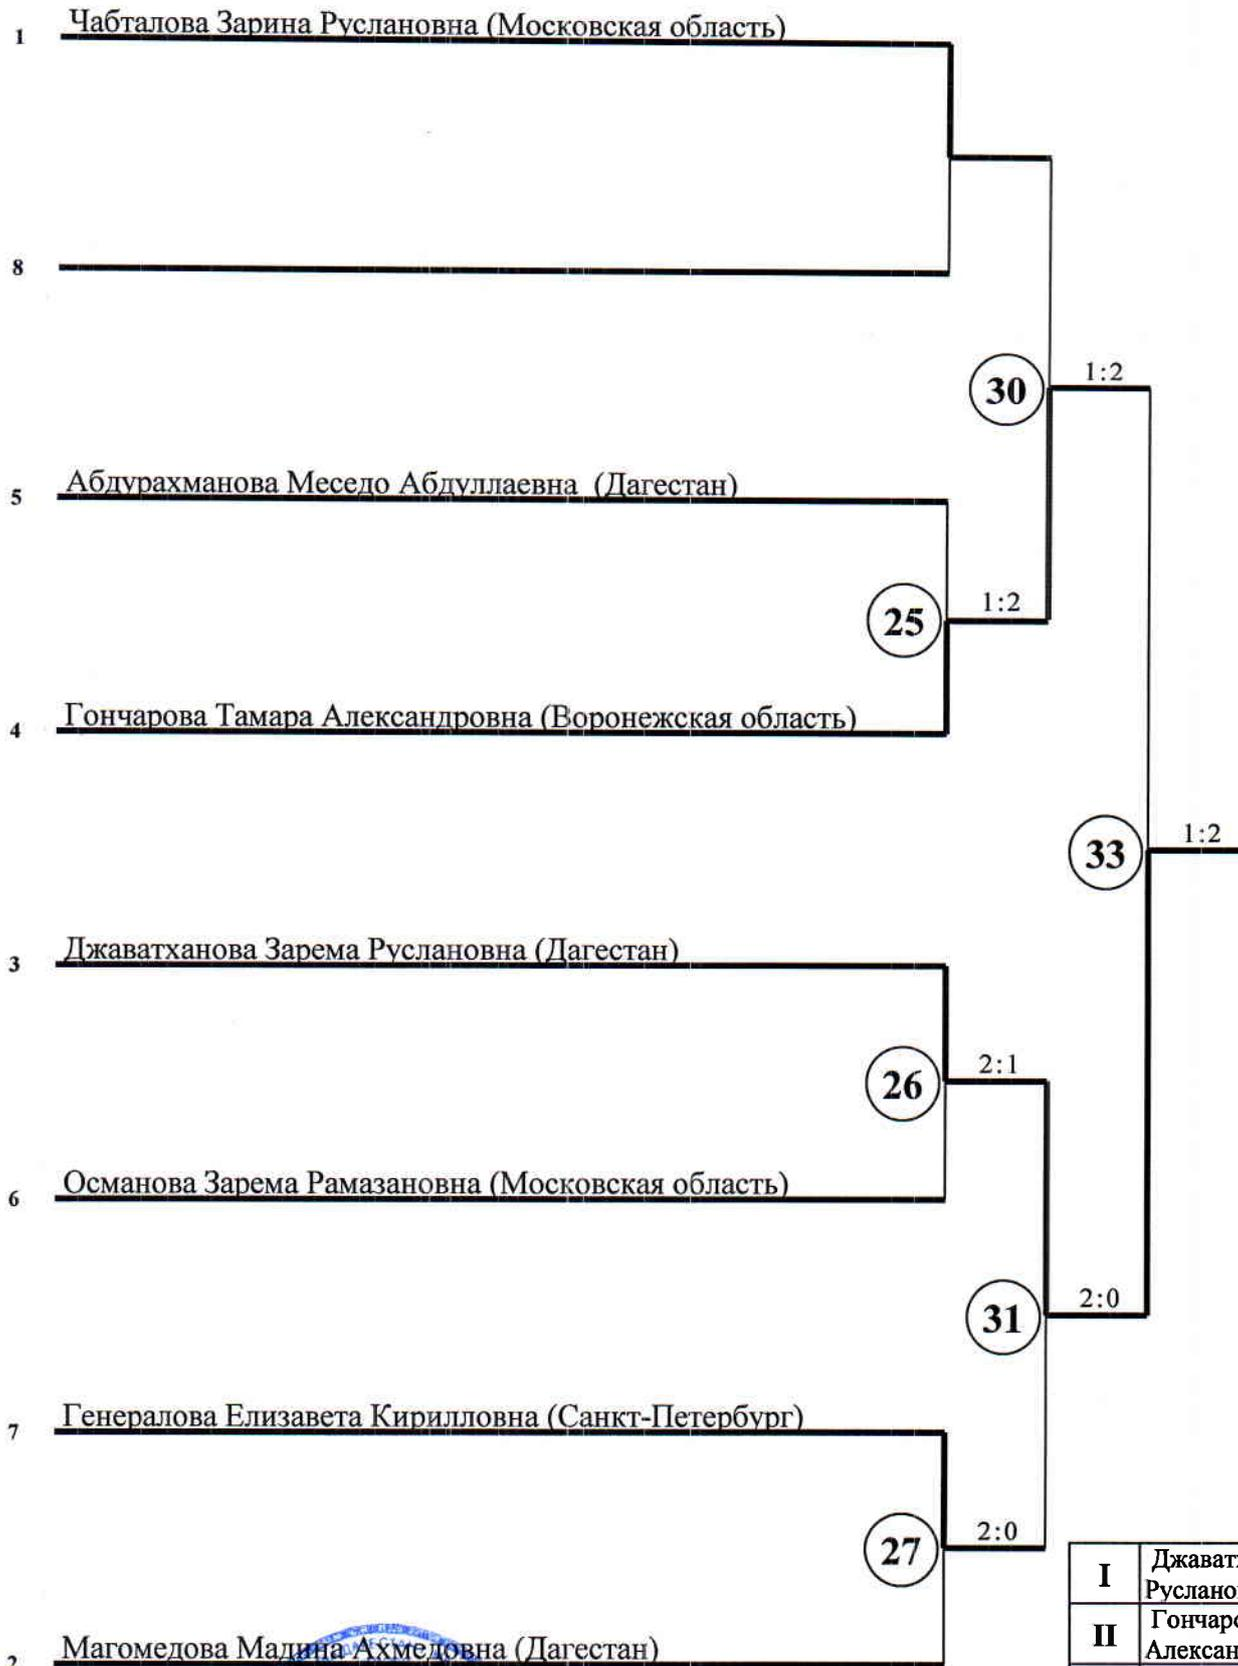 1 Чабталова Зарина Руслановна (Московская область)
8
30 1:2
5 Абдурахманова Меседо Абдуллаевна (Дагестан)
25 1:2
4 Гончарова Тамара Александровна (Воронежская область)
33 1:2
3 Джаватханова Зарема Руслановна (Дагестан)
26 2:1
6 Османова Зарема Рамазановна (Московская область)
31 2:0
7 Генералова Елизавета Кирилловна (Санкт-Петербург)
27 2:0
I
II
2 Магомедова Мадина Ахмедовна (Дагестан)